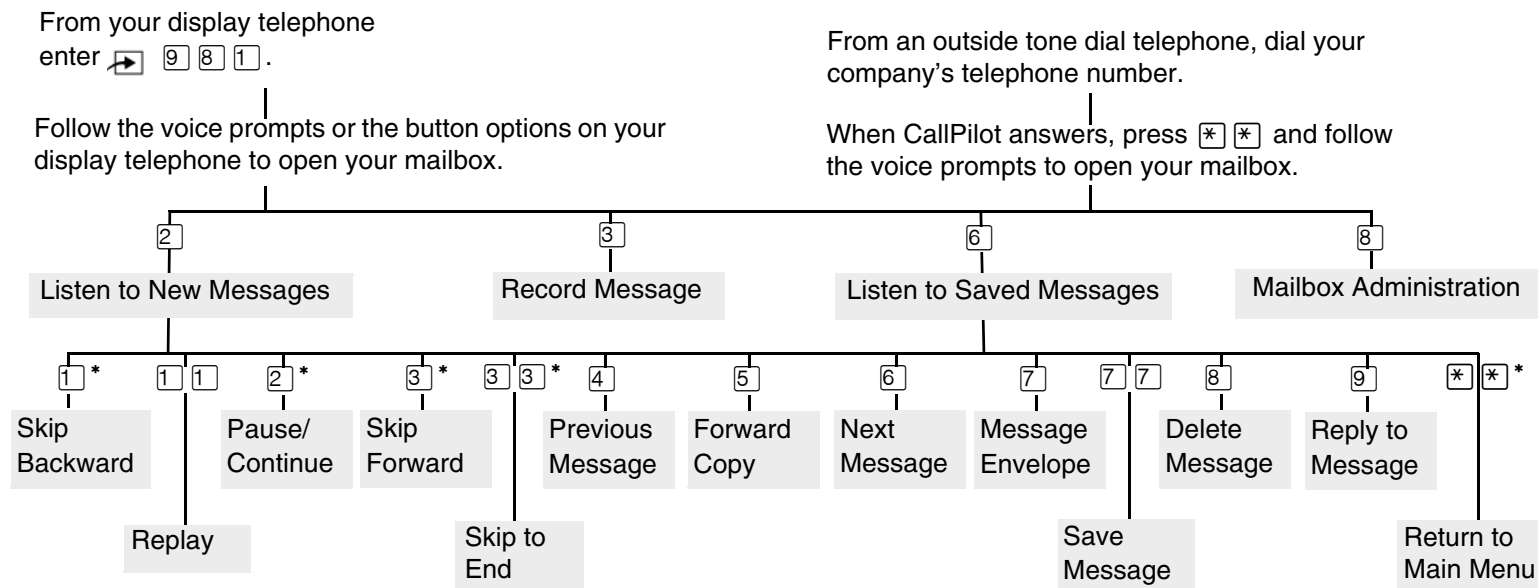 From your display telephone
enter 9 8 1 .
Follow the voice prompts or the button options on your
display telephone to open your mailbox.
From an outside tone dial telephone, dial your
company’s telephone number.
When CallPilot answers, press * * and follow
the voice prompts to open your mailbox.
2
Listen to New Messages
3
Record Message
6
Listen to Saved Messages
8
Mailbox Administration
1 *
Skip
Backward
1 1
Replay
2 *
Pause/
Continue
3 *
Skip
Forward
3 3 *
Skip to
End
4
Previous
Message
5
Forward
Copy
6
Next
Message
7
Message
Envelope
7 7
Save
Message
8
Delete
Message
9
Reply to
Message
* * *
Return to
Main Menu